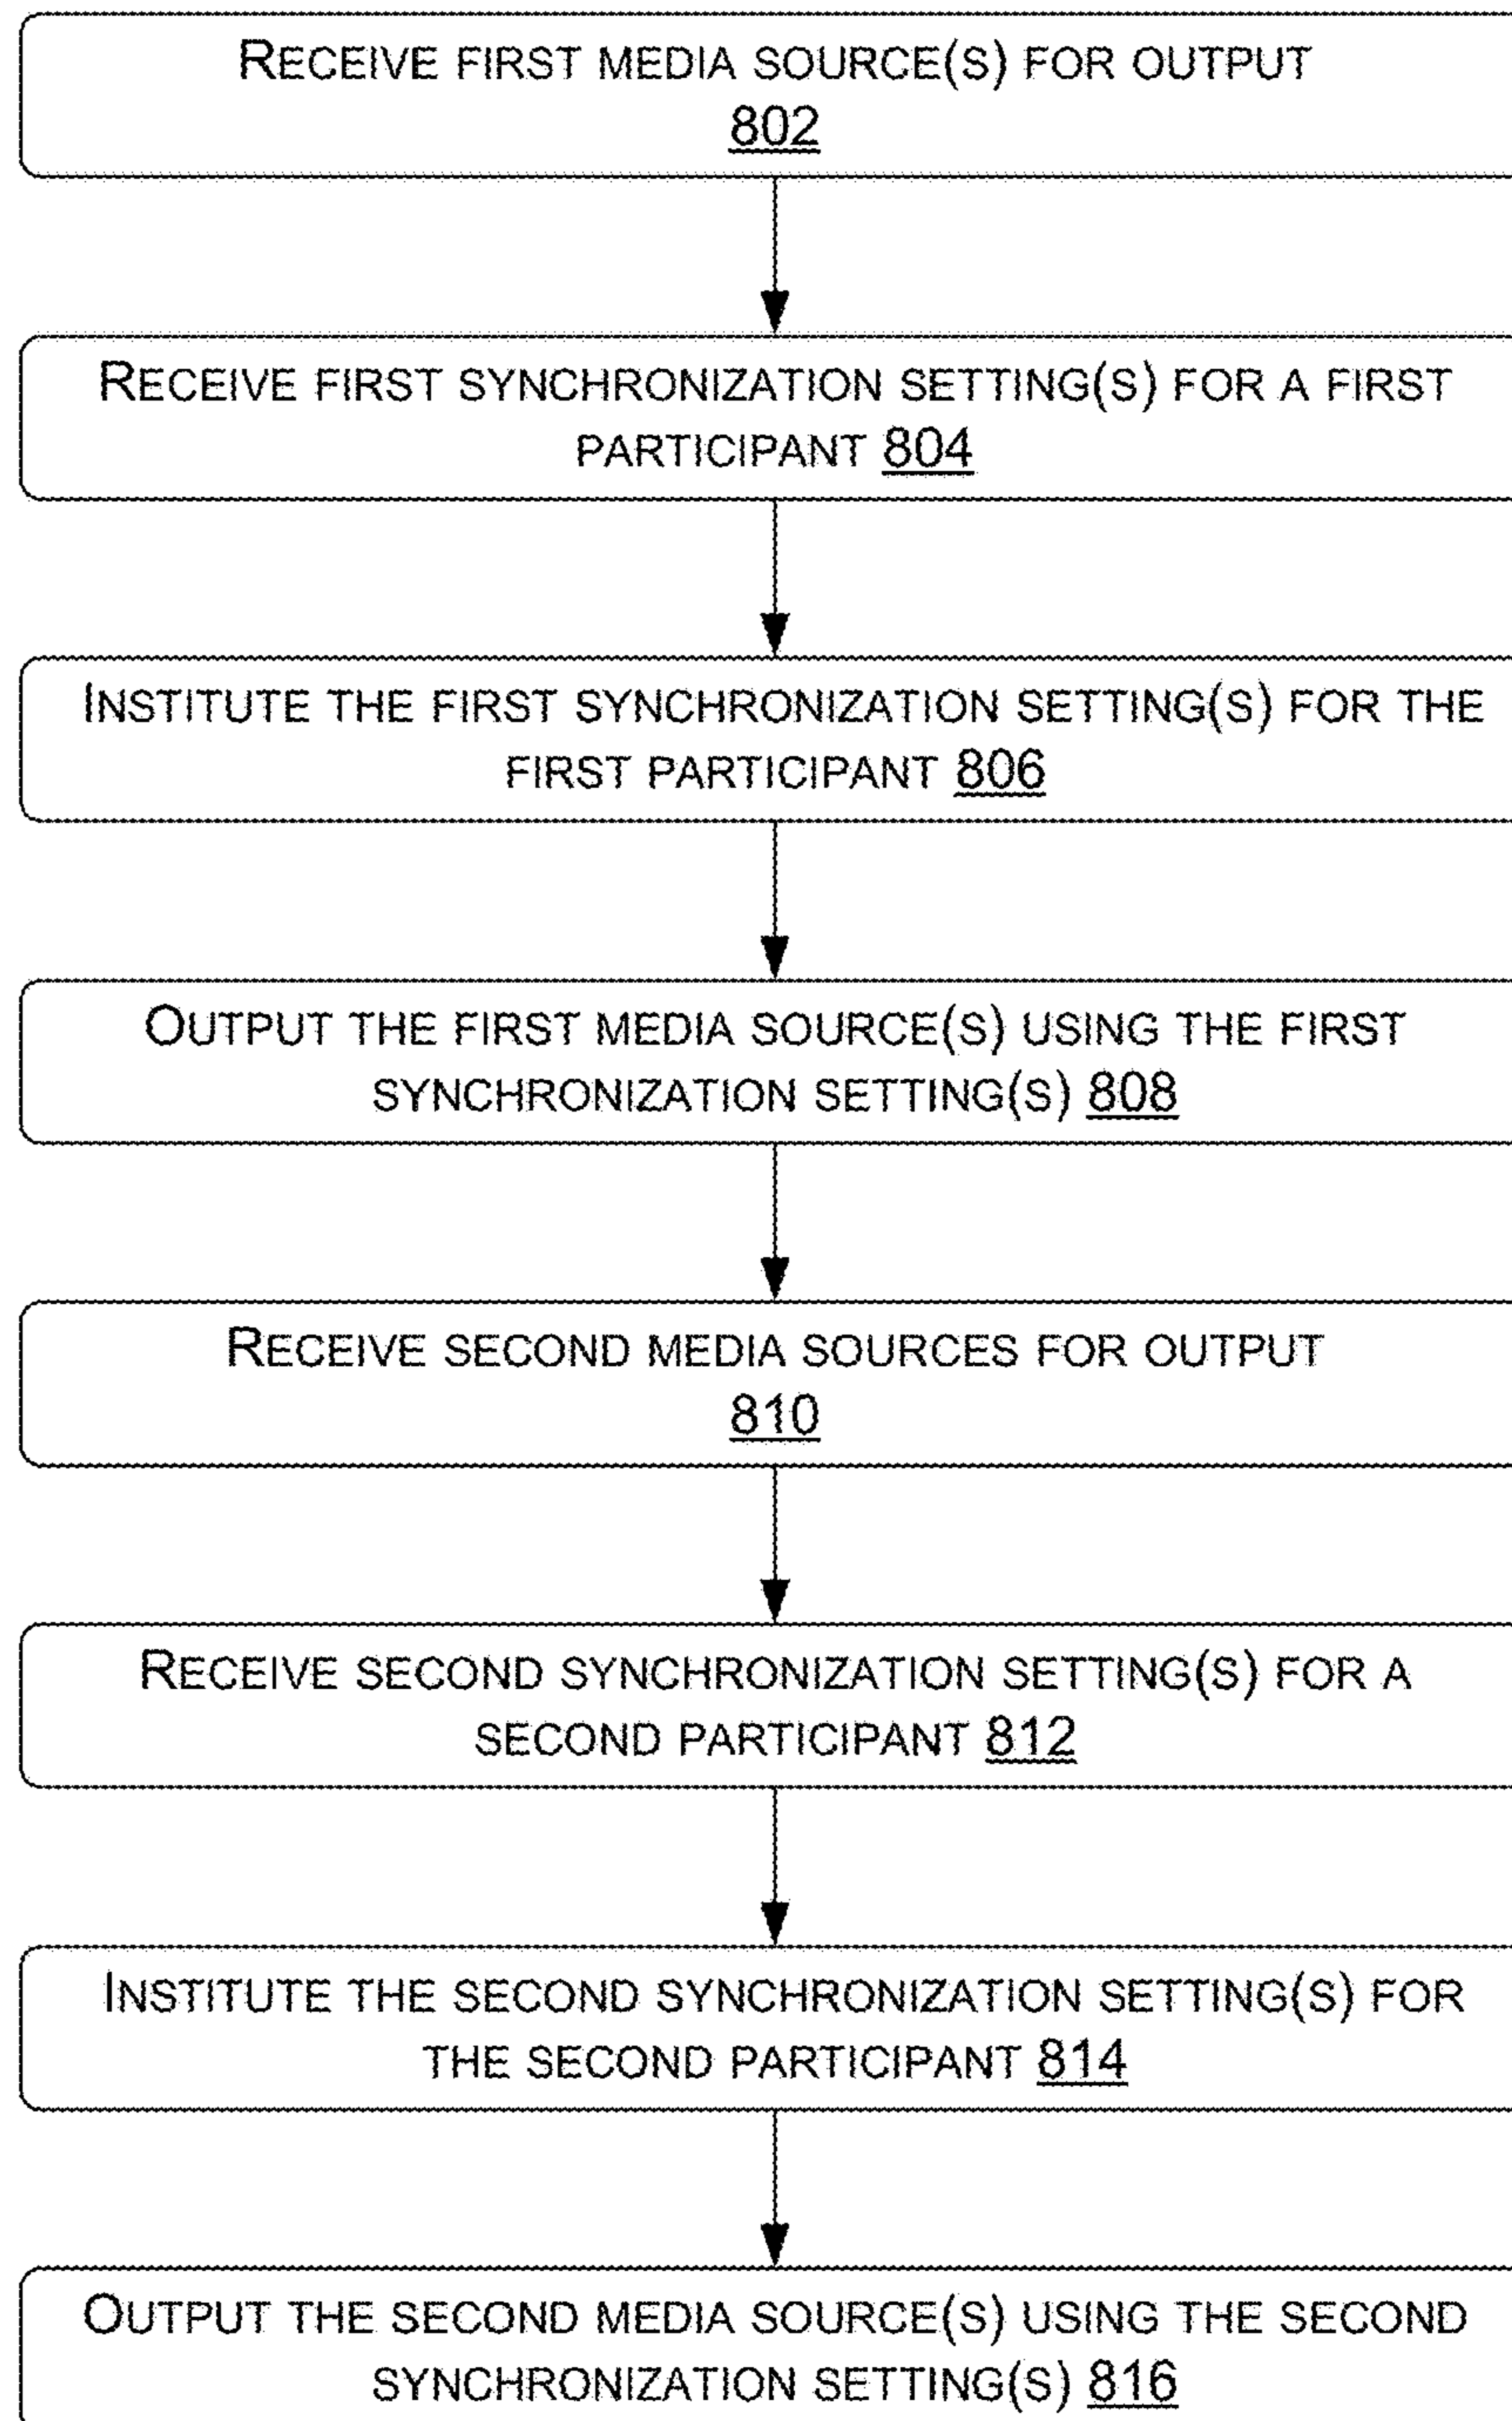 RECEIVE FIRST MEDIA SOURCE(S) FOR OUTPUT
802
RECEIVE FIRST SYNCHRONIZATION SETTING(S) FOR A FIRST
PARTICIPANT 804
INSTITUTE THE FIRST SYNCHRONIZATION SETTING(S) FOR THE
FIRST PARTICIPANT 806
OUTPUT THE FIRST MEDIA SOURCE(S) USING THE FIRST
SYNCHRONIZATION SETTING(S) 808
RECEIVE SECOND MEDIA SOURCES FOR OUTPUT
810
RECEIVE SECOND SYNCHRONIZATION SETTING(S) FOR A
SECOND PARTICIPANT 812
INSTITUTE THE SECOND SYNCHRONIZATION SETTING(S) FOR
THE SECOND PARTICIPANT 814
OUTPUT THE SECOND MEDIA SOURCE(S) USING THE SECOND
SYNCHRONIZATION SETTING(S) 816